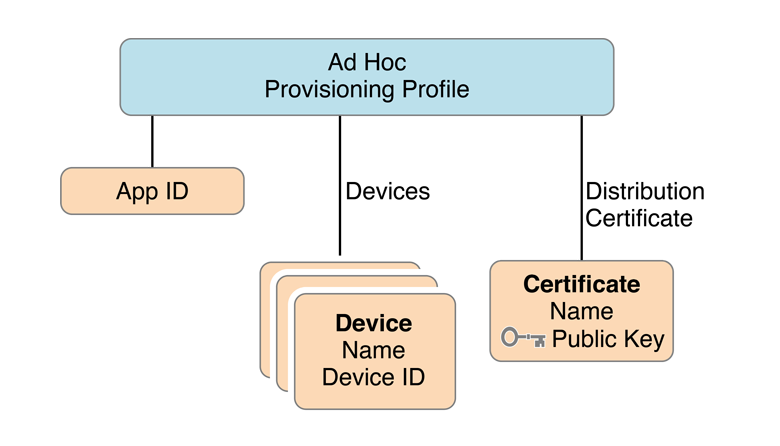 Ad Hoc
Provisioning Profile
App ID
Devices
Distribution
Certificate
Device
Name
Device ID
Certificate
Name
Public Key